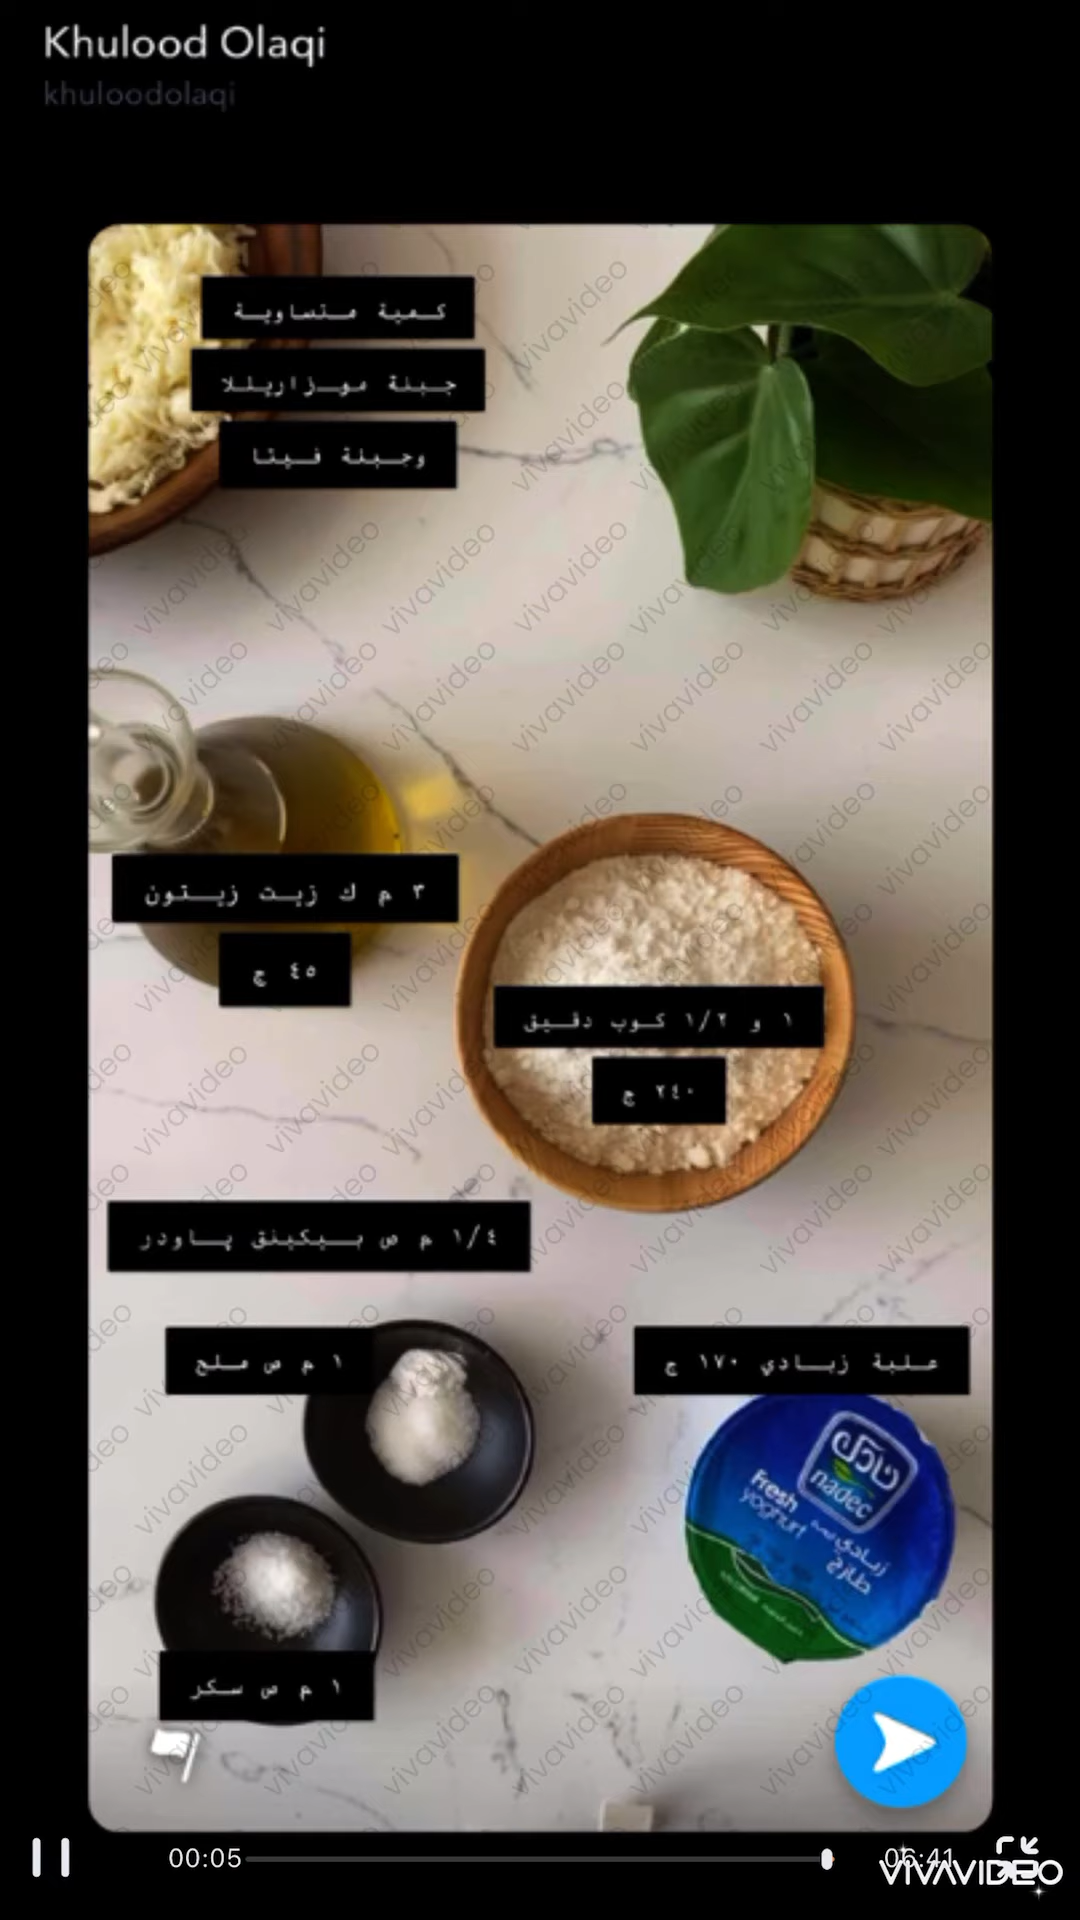 Khulood Olaqi
khuloodolaqi
كمية متساوية
جبنة موزاريلا
وجبنة فيتا
٣ م ك زيت زيتون
٤٥ ج
١ و ١/٢ كوب دقيق
٢٤٠ ج
١/٤ م ص بيكينق پاودر
١ م ص ملح
علبة زبادي ١٧٠ ج
نادك
nadec
Fresh
yoghurt
زبادي
طازج
١ م ص سكر
00:05
06:41
VIVAVIDEO
vivavideo